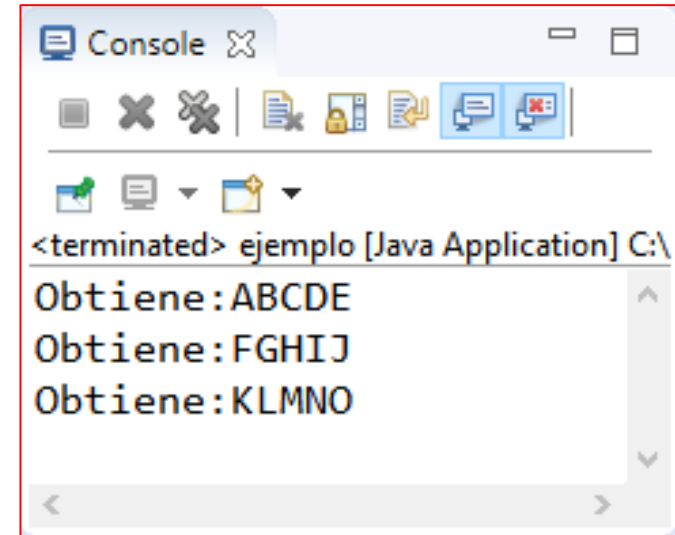 Console
<terminated> ejemplo [Java Application] C:\
Obtiene:ABCDE
Obtiene:FGHIJ
Obtiene:KLMNO